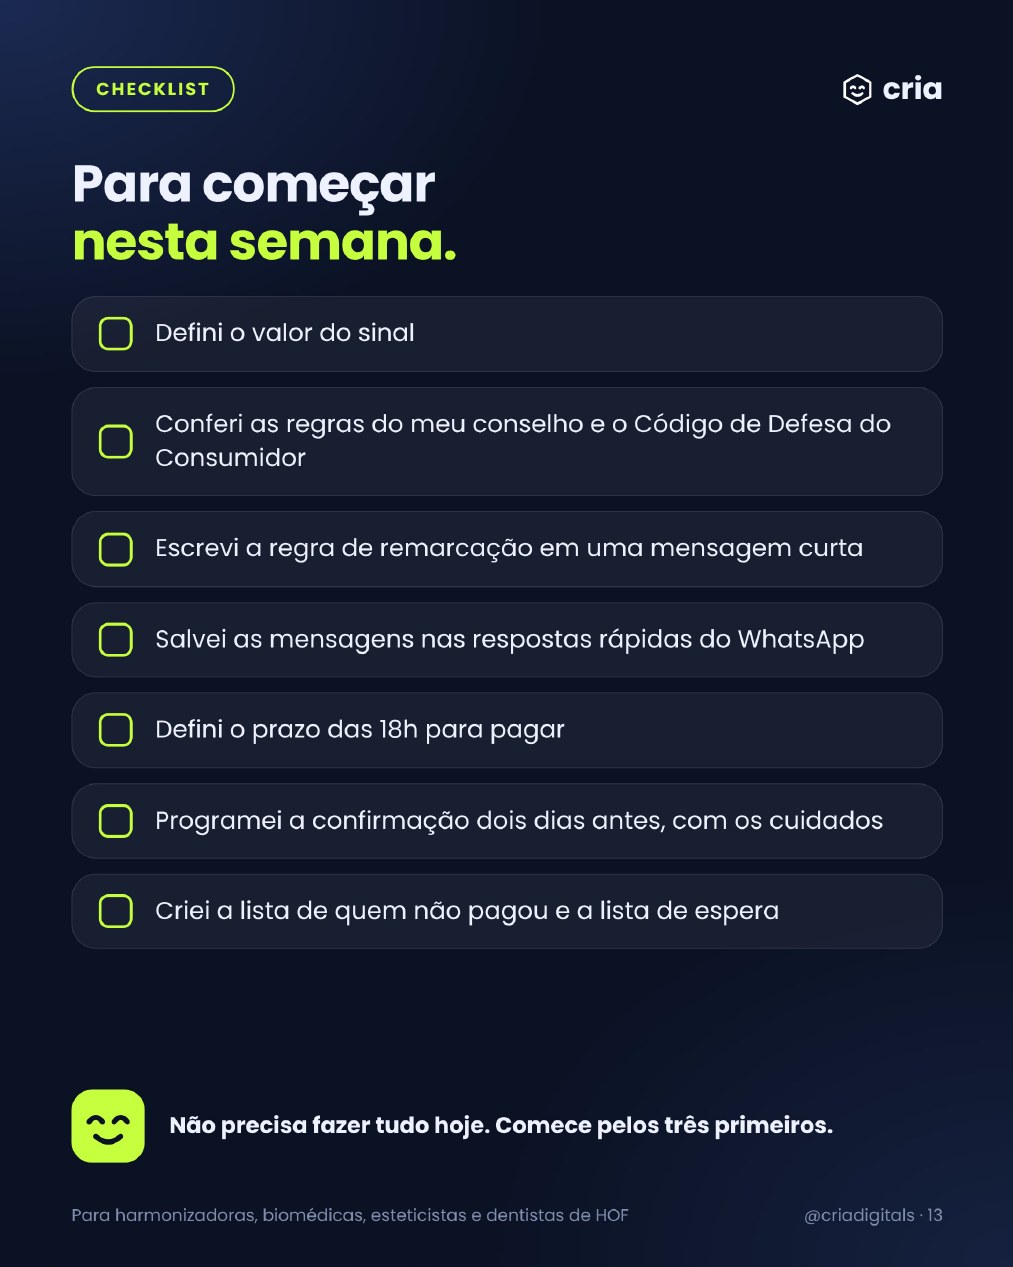 CHECKLIST
cria
Para começar
nesta semana.
Defini o valor do sinal
Conferi as regras do meu conselho e o Código de Defesa do
Consumidor
Escrevi a regra de remarcação em uma mensagem curta
Salvei as mensagens nas respostas rápidas do WhatsApp
Defini o prazo das 18h para pagar
Programei a confirmação dois dias antes, com os cuidados
Criei a lista de quem não pagou e a lista de espera
Não precisa fazer tudo hoje. Comece pelos três primeiros.
Para harmonizadoras, biomédicas, esteticistas e dentistas de HOF
@criadigitals · 13